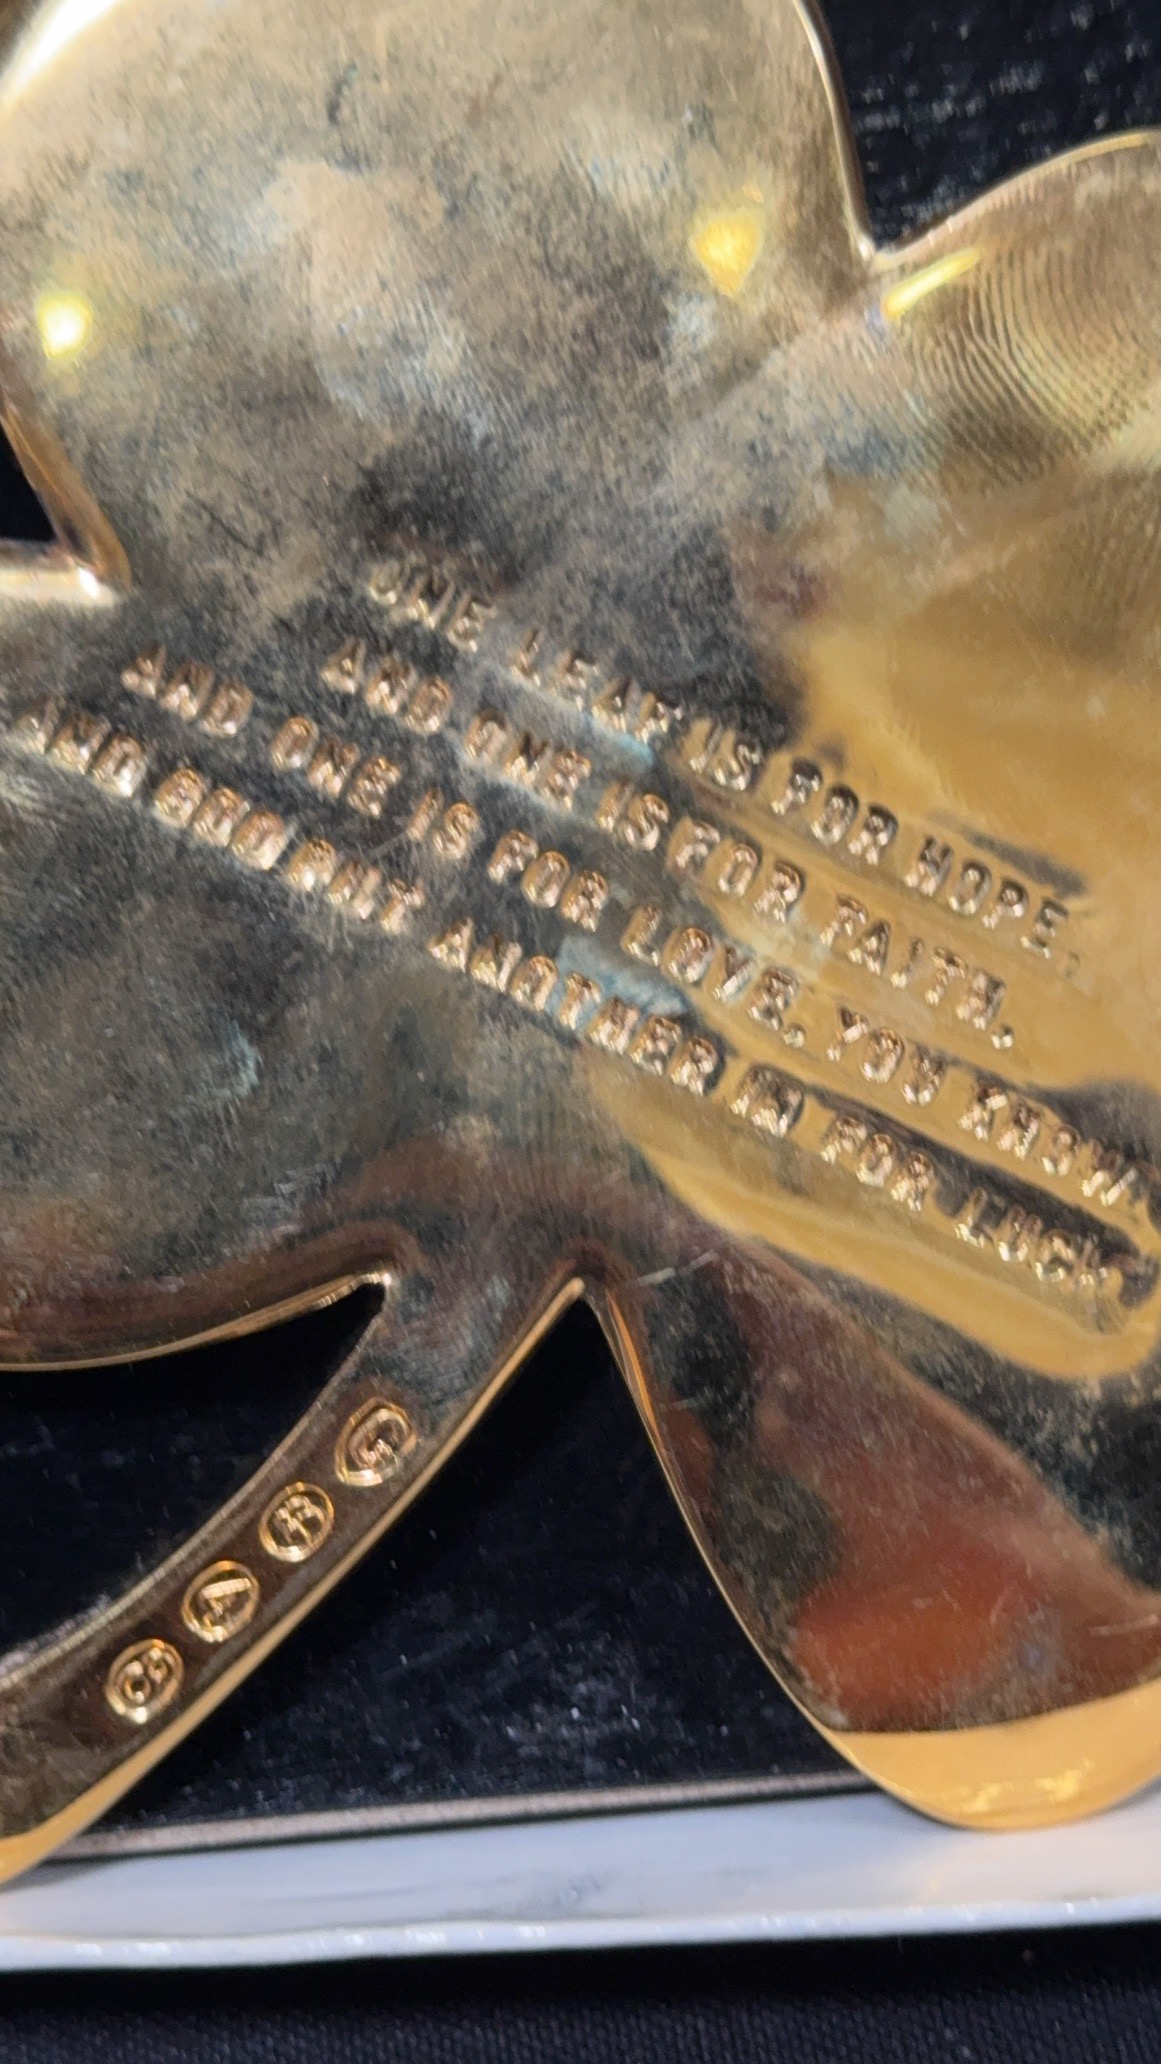 ONE LEAF IS FOR HOPE.
AND ONE IS FOR FAITH.
AND ONE IS FOR LOVE, YOU KNOW.
AND GOD PUT ANOTHER IN FOR LUCK
G
A